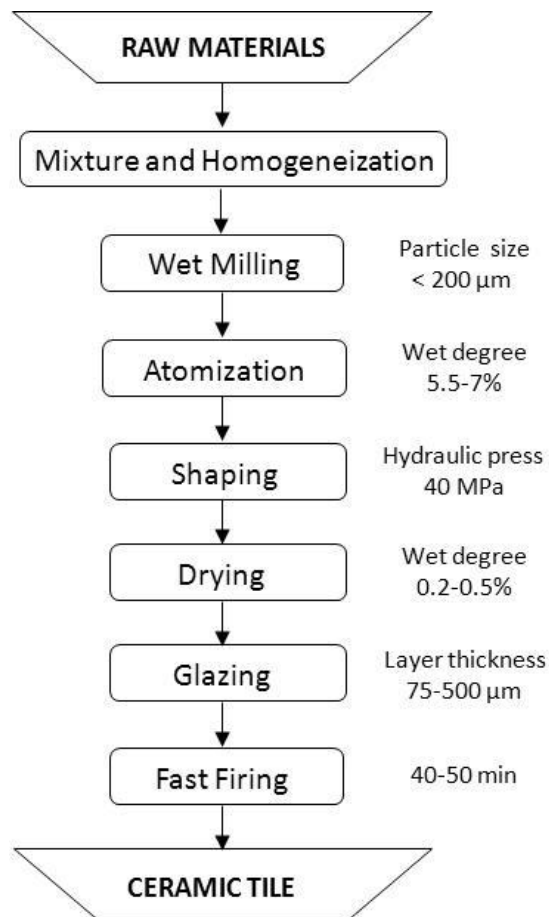 RAW MATERIALS
Mixture and Homogeneization
Wet Milling
Particle size
< 200 µm
Atomization
Wet degree
5.5-7%
Shaping
Hydraulic press
40 MPa
Drying
Wet degree
0.2-0.5%
Glazing
Layer thickness
75-500 µm
Fast Firing
40-50 min
CERAMIC TILE